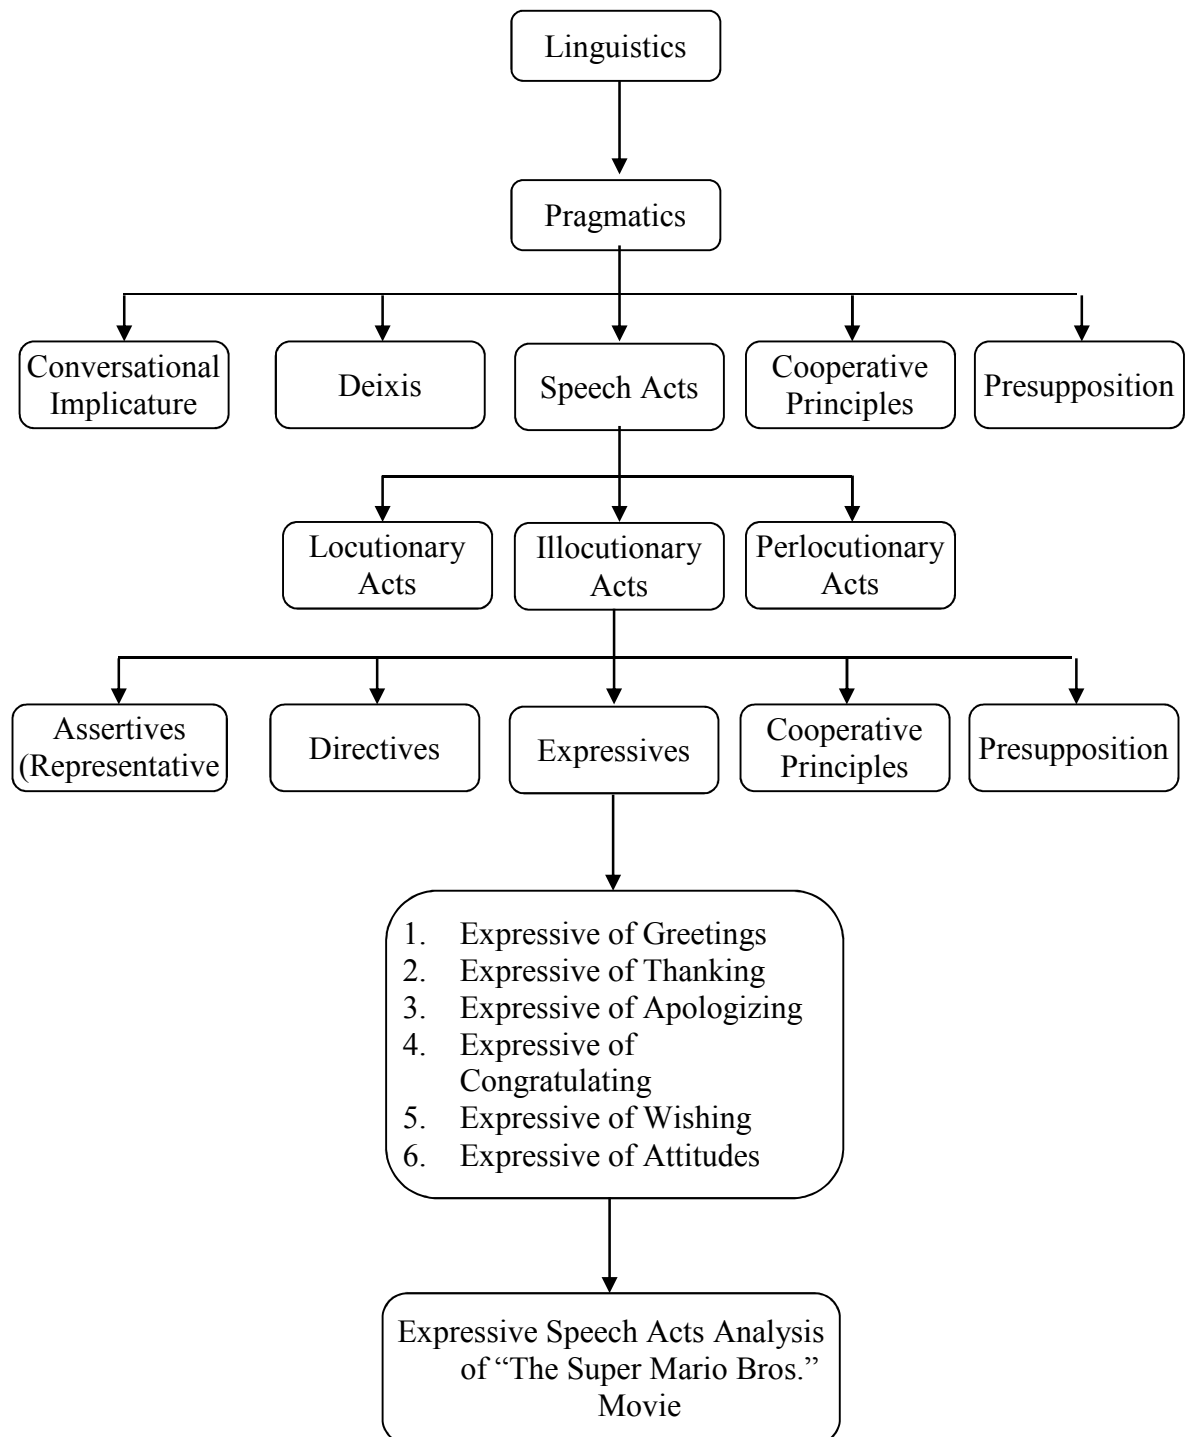 Linguistics
Pragmatics
Conversational
Implicature
Deixis
Speech Acts
Cooperative
Principles
Presupposition
Locutionary
Acts
Illocutionary
Acts
Perlocutionary
Acts
Assertives
(Representative
Directives
Expressives
Cooperative
Principles
Presupposition
1. Expressive of Greetings
2. Expressive of Thanking
3. Expressive of Apologizing
4. Expressive of
Congratulating
5. Expressive of Wishing
6. Expressive of Attitudes
Expressive Speech Acts Analysis
of “The Super Mario Bros.”
Movie